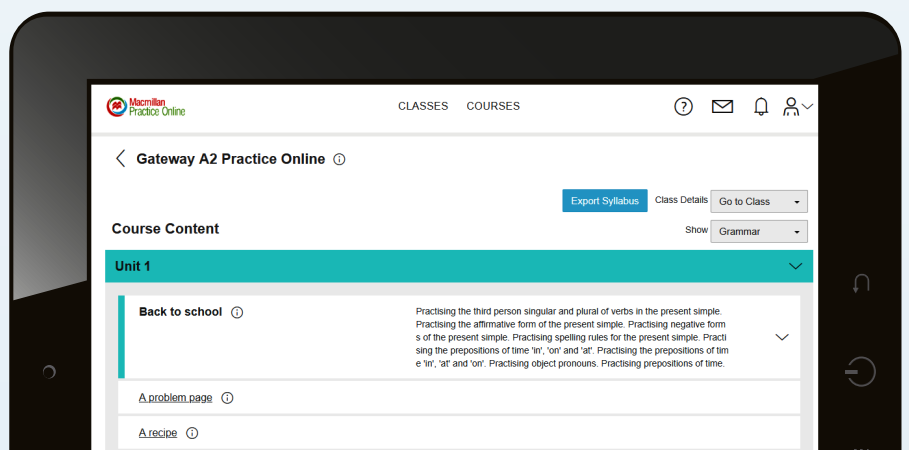 Macmillan
Practice Online
CLASSES COURSES
Gateway A2 Practice Online
Export Syllabus Class Details Go to Class
Course Content
Show Grammar
Unit 1
Back to school
Practising the third person singular and plural of verbs in the present simple.
Practising the affirmative form of the present simple. Practising negative form
s of the present simple. Practising spelling rules for the present simple. Practi
sing the prepositions of time 'in', 'on' and 'at'. Practising the prepositions of tim
e 'in', 'at' and 'on'. Practising object pronouns. Practising prepositions of time.
A problem page
A recipe